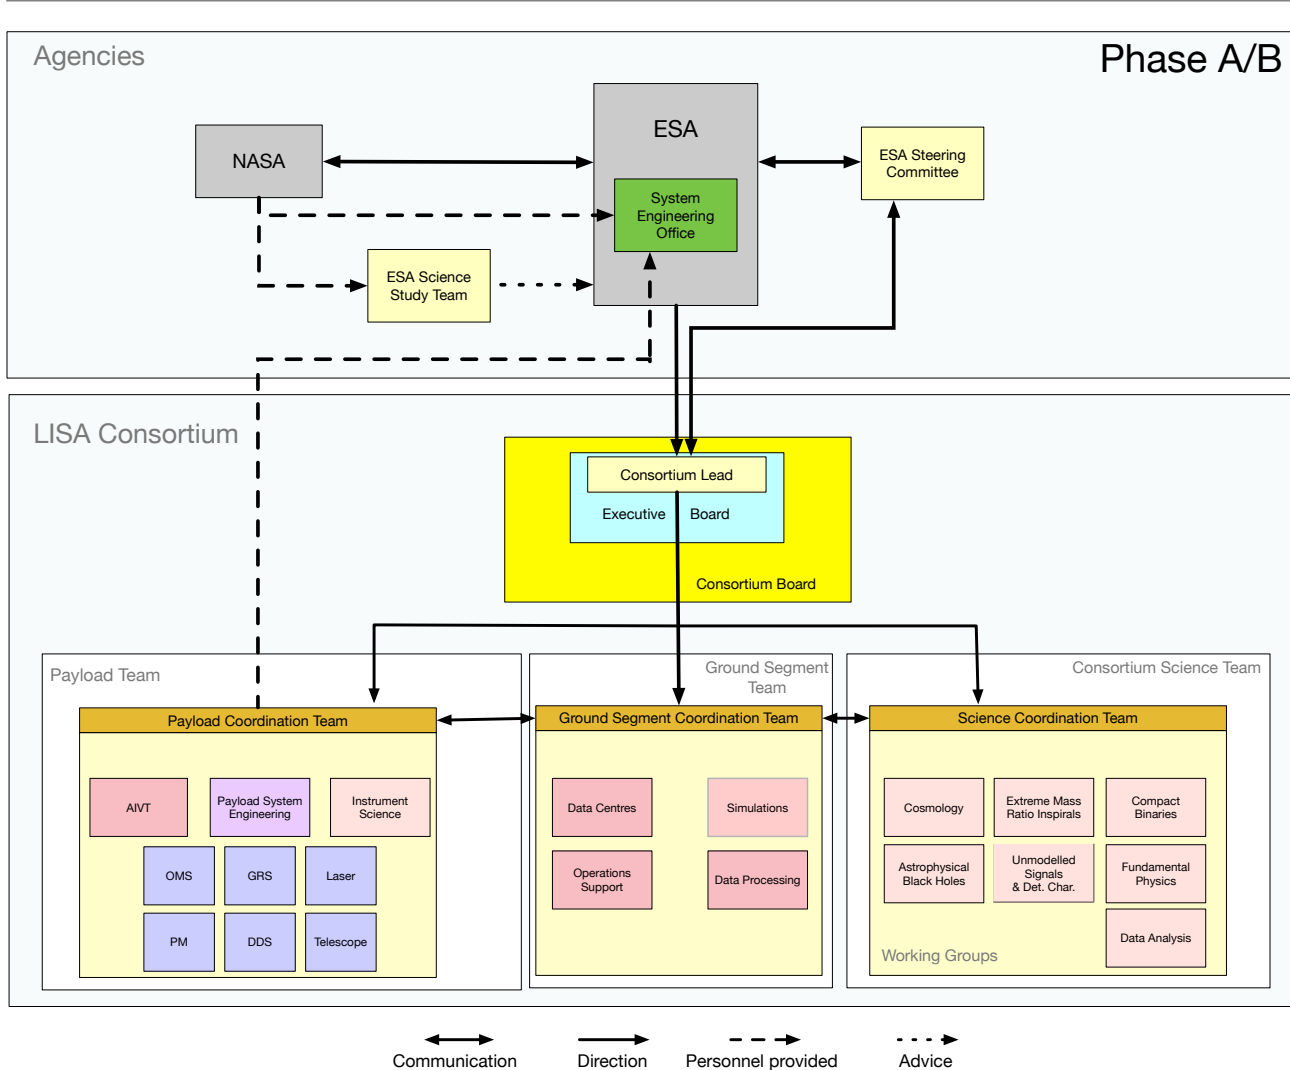 Agencies
Phase A/B
ESA
NASA
ESA Steering
Committee
System
Engineering
Office
ESA Science
Study Team
LISA Consortium
Consortium Lead
Executive Board
Consortium Board
Payload Team
Ground Segment
Team
Consortium Science Team
Payload Coordination Team
Ground Segment Coordination Team
Science Coordination Team
AIVT
Payload System
Engineering
Instrument
Science
OMS
GRS
Laser
PM
DDS
Telescope
Data Centres
Simulations
Operations
Support
Data Processing
Cosmology
Extreme Mass
Ratio Inspirals
Compact
Binaries
Astrophysical
Black Holes
Unmodelled
Signals
& Det. Char.
Fundamental
Physics
Data Analysis
Working Groups
Communication
Direction
Personnel provided
Advice